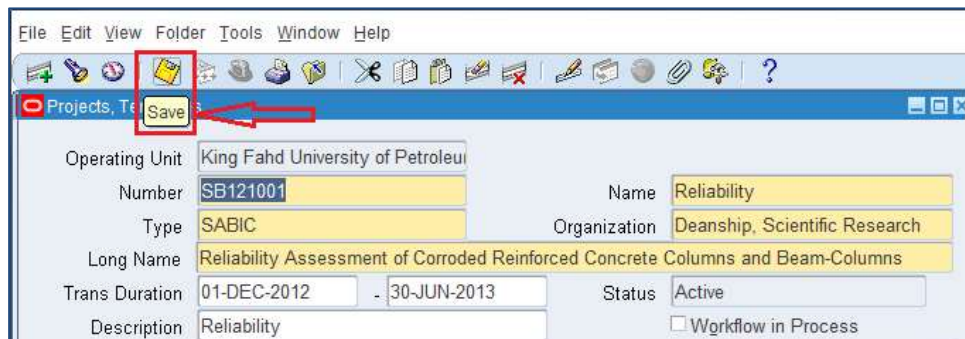 File Edit View Folder Tools Window Help
Projects, Te
Save
Operating Unit King Fahd University of Petroleu
Number SB121001 Name Reliability
Type SABIC Organization Deanship, Scientific Research
Long Name Reliability Assessment of Corroded Reinforced Concrete Columns and Beam-Columns
Trans Duration 01-DEC-2012 - 30-JUN-2013 Status Active
Description Reliability Workflow in Process